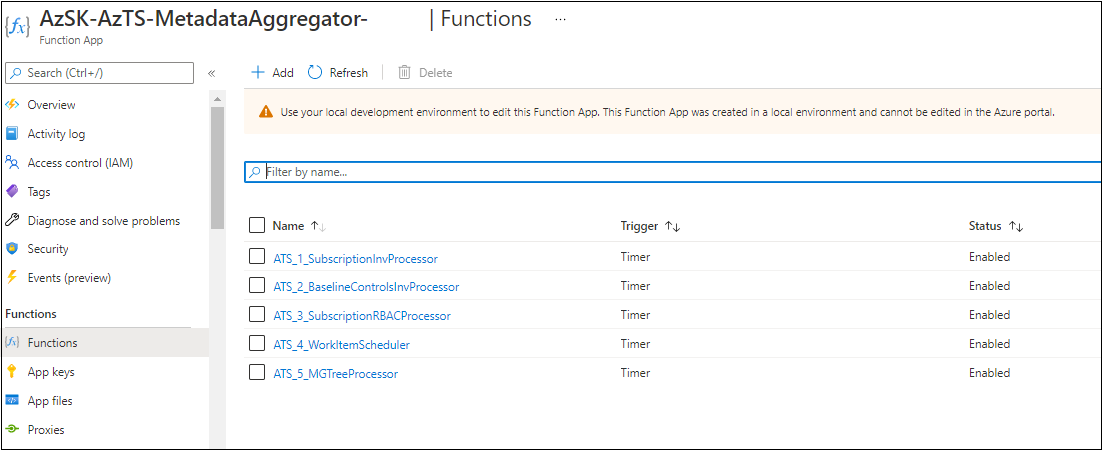 AzSK-AzTS-MetadataAggregator- | Functions ...
Function App
Search (Ctrl+/) «
Overview
Activity log
Access control (IAM)
Tags
Diagnose and solve problems
Security
Events (preview)
Functions
Functions
App keys
App files
Proxies
Add Refresh Delete
Use your local development environment to edit this Function App. This Function App was created in a local environment and cannot be edited in the Azure portal.
Filter by name...
Name Trigger Status
ATS_1_SubscriptionInvProcessor Timer Enabled
ATS_2_BaselineControlsInvProcessor Timer Enabled
ATS_3_SubscriptionRBACProcessor Timer Enabled
ATS_4_WorkItemScheduler Timer Enabled
ATS_5_MGTreeProcessor Timer Enabled